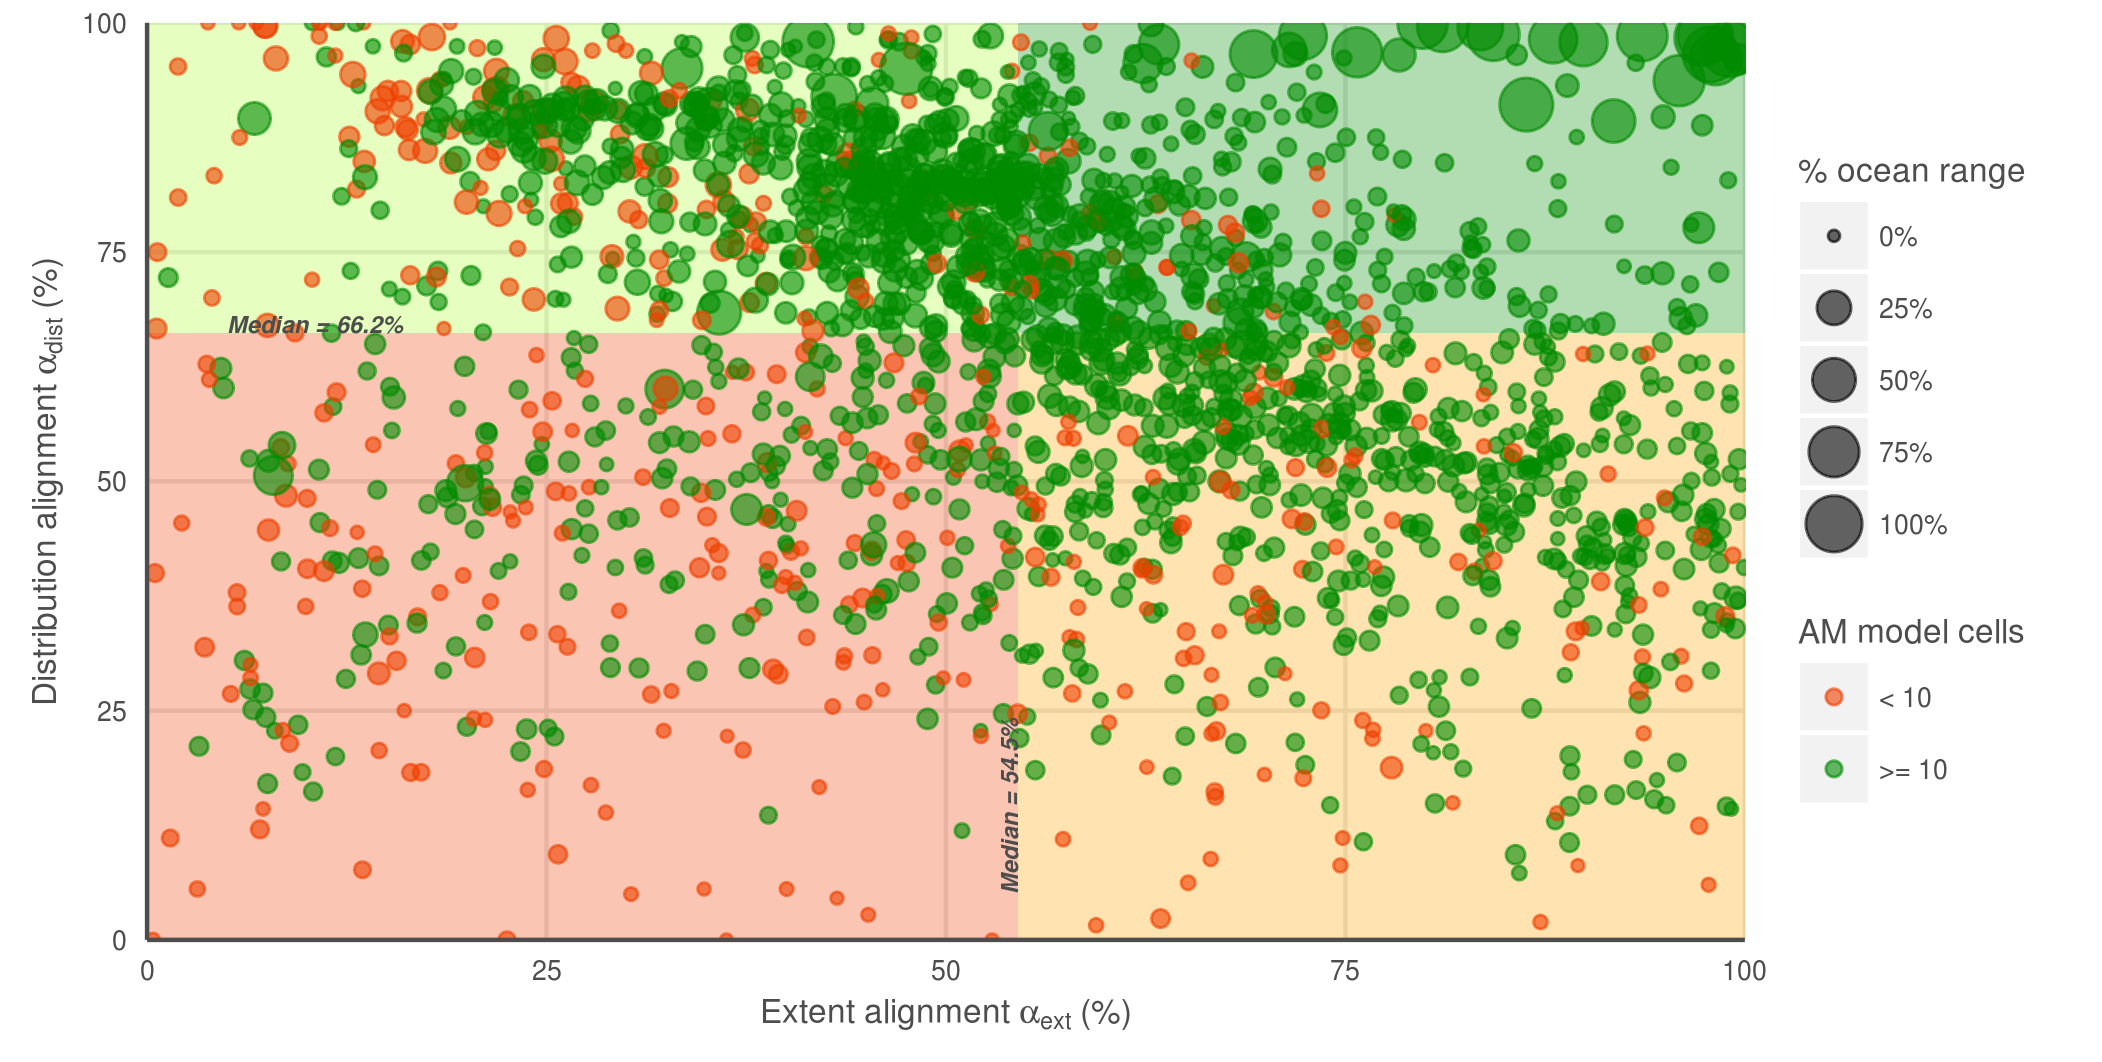 100
75
50
25
0
Distribution alignment αdist (%)
Median = 66.2%
Median = 54.5%
0
25
50
75
100
Extent alignment αext (%)
% ocean range
0%
25%
50%
75%
100%
AM model cells
< 10
>= 10